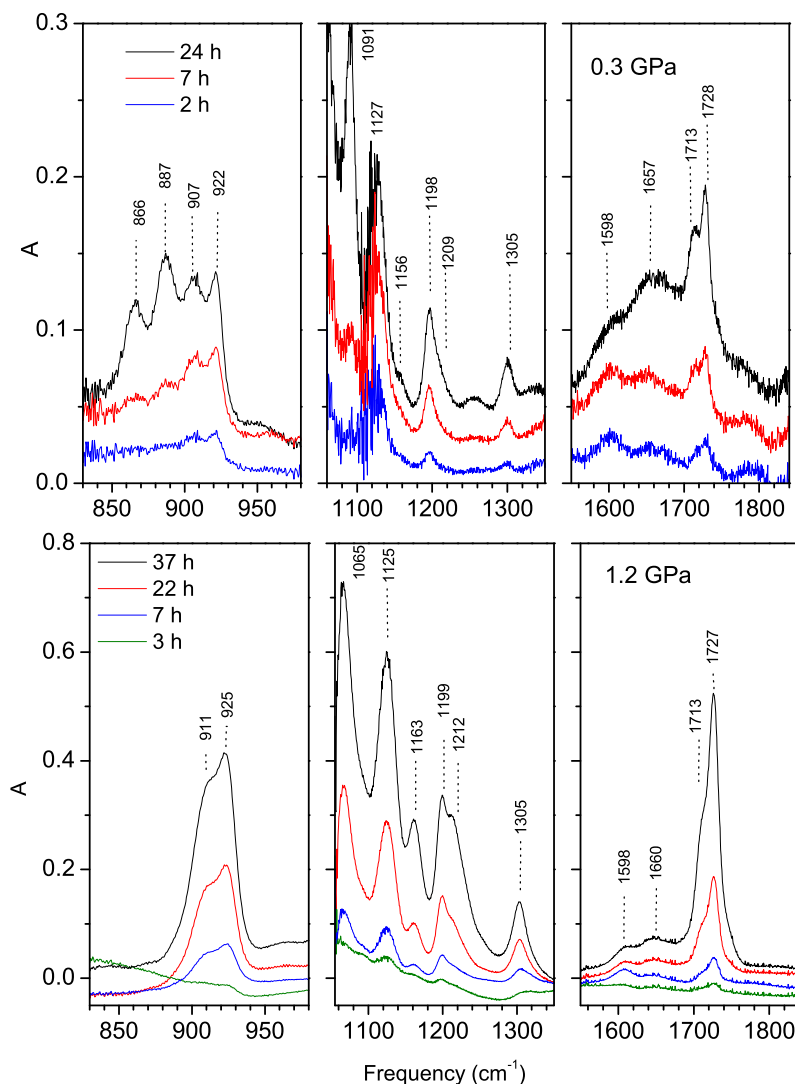 0.3
0.2
0.1
0.0
A
24 h
7 h
2 h
866
887
907
922
850 900 950
1091
1127
1156
1198
1209
1305
1100 1200 1300
0.3 GPa
1598
1657
1713
1728
1600 1700 1800
0.8
0.6
0.4
0.2
0.0
A
37 h
22 h
7 h
3 h
911
925
850 900 950
1065
1125
1163
1199
1212
1305
1100 1200 1300
1.2 GPa
1598
1660
1713
1727
1600 1700 1800
Frequency (cm⁻¹)